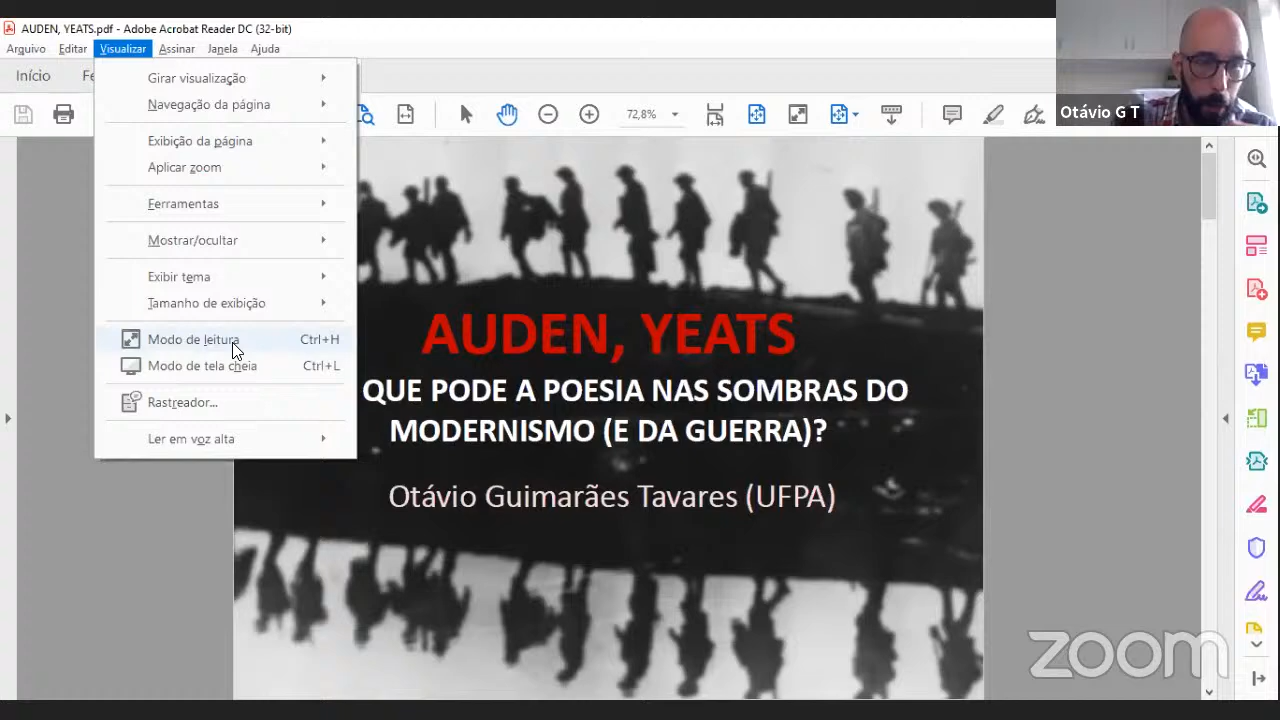 AUDEN, YEATS.pdf - Adobe Acrobat Reader DC (32-bit)
Arquivo Editar Visualizar Assinar Janela Ajuda
Início
Girar visualização
Navegação da página
Exibição da página
Aplicar zoom
Ferramentas
Mostrar/ocultar
Exibir tema
Tamanho de exibição
Modo de leitura Ctrl+H
Modo de tela cheia Ctrl+L
Rastreador...
Ler em voz alta
72,8%
Otávio G T
AUDEN, YEATS
QUE PODE A POESIA NAS SOMBRAS DO
MODERNISMO (E DA GUERRA)?
Otávio Guimarães Tavares (UFPA)
zoom